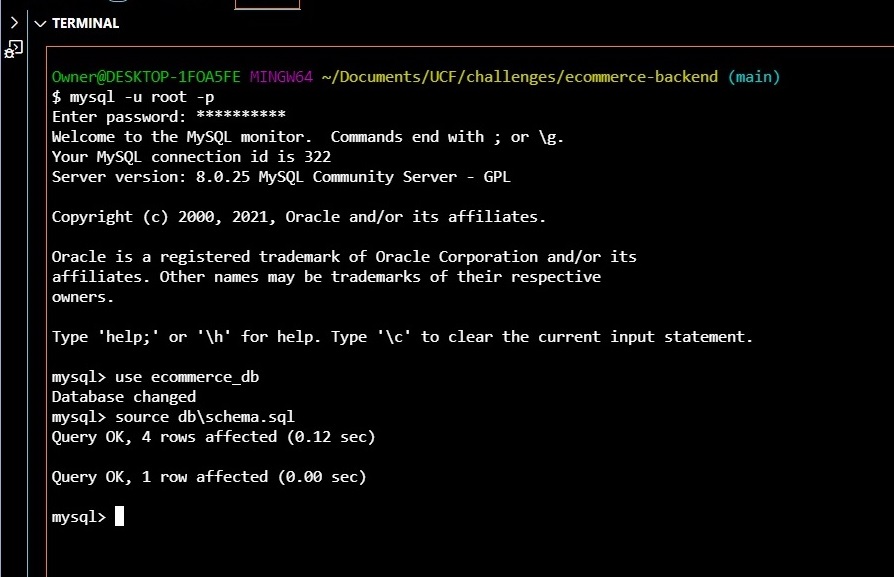 TERMINAL
Owner@DESKTOP-1FOA5FE MINGW64 ~/Documents/UCF/challenges/ecommerce-backend (main)
$ mysql -u root -p
Enter password: **********
Welcome to the MySQL monitor.  Commands end with ; or \g.
Your MySQL connection id is 322
Server version: 8.0.25 MySQL Community Server - GPL
Copyright (c) 2000, 2021, Oracle and/or its affiliates.
Oracle is a registered trademark of Oracle Corporation and/or its
affiliates. Other names may be trademarks of their respective
owners.
Type 'help;' or '\h' for help. Type '\c' to clear the current input statement.
mysql> use ecommerce_db
Database changed
mysql> source db\schema.sql
Query OK, 4 rows affected (0.12 sec)
Query OK, 1 row affected (0.00 sec)
mysql>